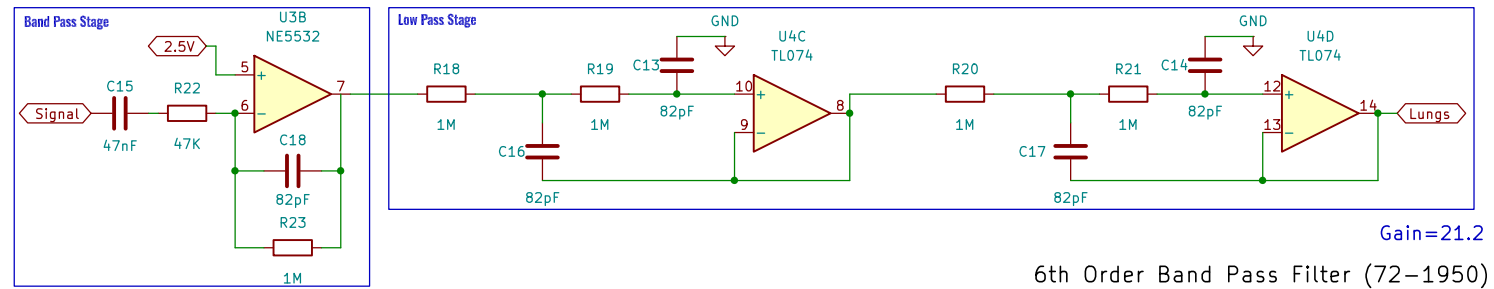 Band Pass Stage
U3B
NE5532
2.5V
5
+
7
C15
R22
6
−
Signal
47nF
47K
C18
82pF
R23
1M
Low Pass Stage
GND
U4C
TL074
R18
R19
C13
10
+
8
1M
1M
82pF
9
−
C16
82pF
GND
U4D
TL074
R20
R21
C14
12
+
14
Lungs
1M
1M
82pF
13
−
C17
82pF
Gain=21.2
6th Order Band Pass Filter (72−1950)